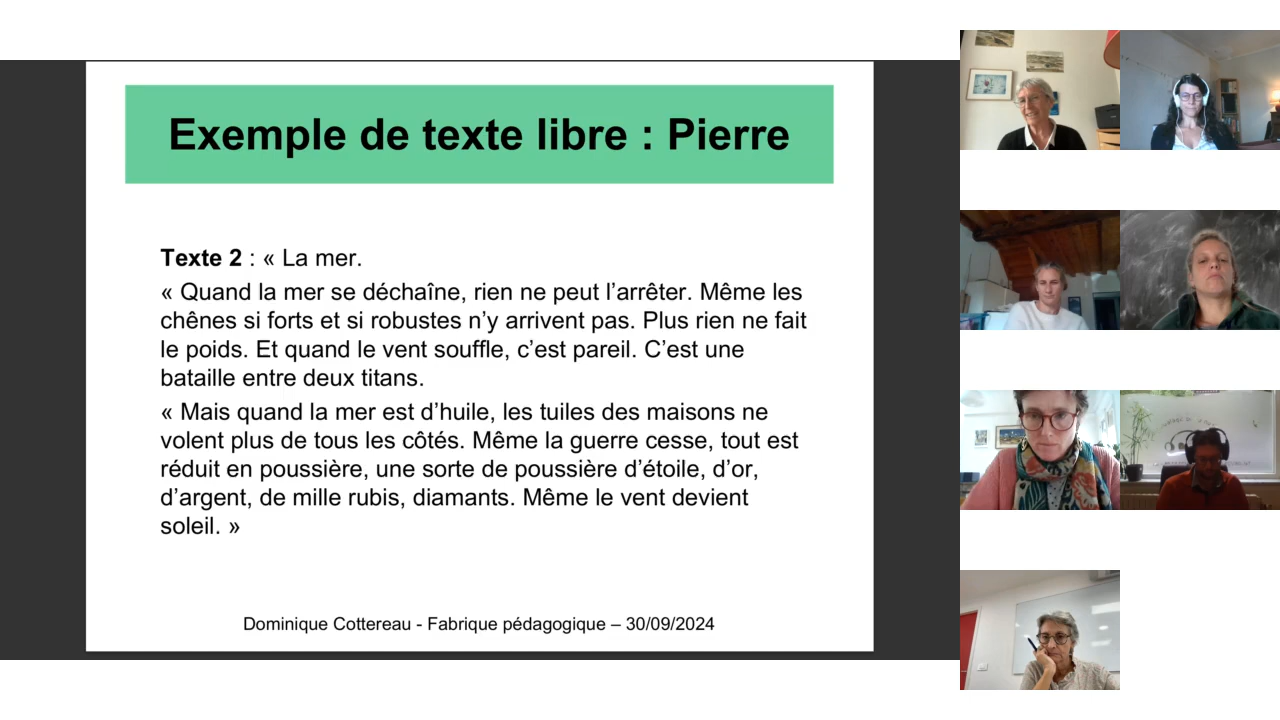 Exemple de texte libre : Pierre
Texte 2 : « La mer.
« Quand la mer se déchaîne, rien ne peut l’arrêter. Même les
chênes si forts et si robustes n’y arrivent pas. Plus rien ne fait
le poids. Et quand le vent souffle, c’est pareil. C’est une
bataille entre deux titans.
« Mais quand la mer est d’huile, les tuiles des maisons ne
volent plus de tous les côtés. Même la guerre cesse, tout est
réduit en poussière, une sorte de poussière d’étoile, d’or,
d’argent, de mille rubis, diamants. Même le vent devient
soleil. »
Dominique Cottereau - Fabrique pédagogique – 30/09/2024